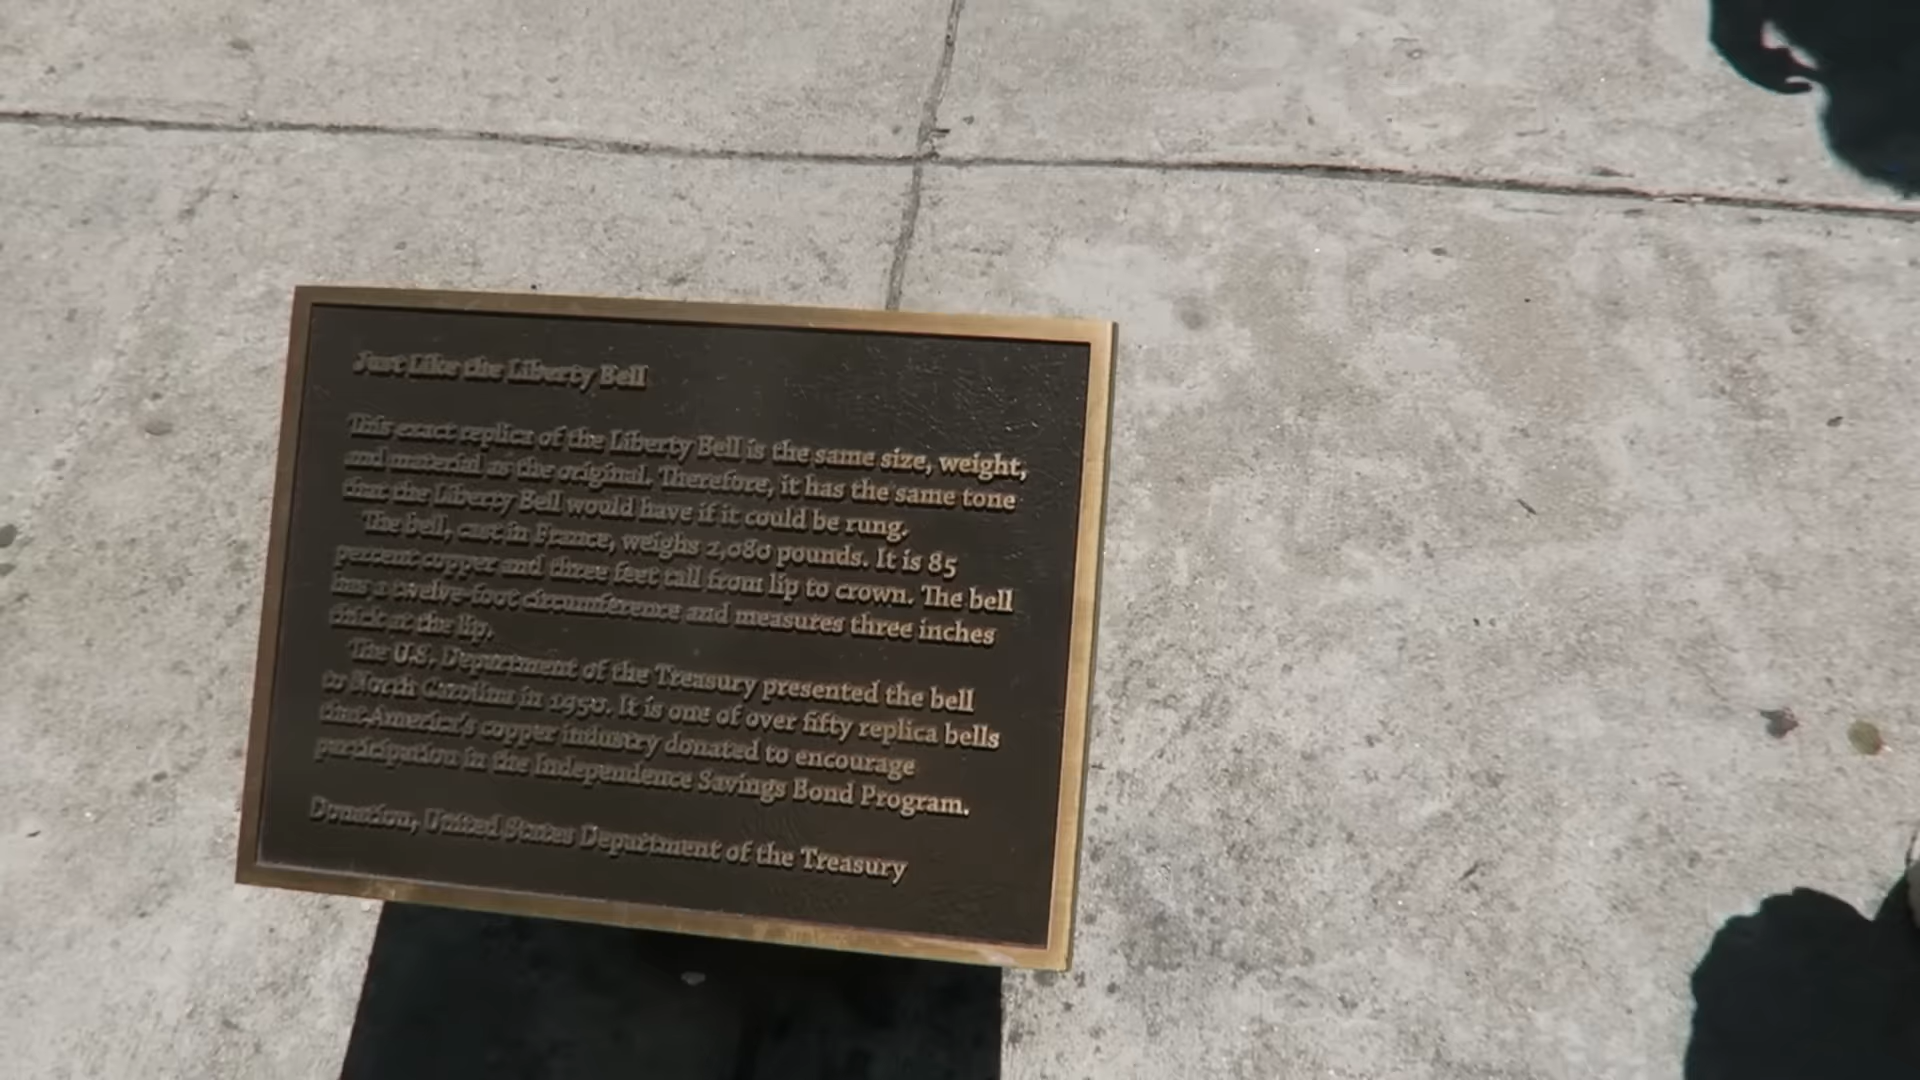 Just Like the Liberty Bell
This exact replica of the Liberty Bell is the same size, weight,
and material as the original. Therefore, it has the same tone
that the Liberty Bell would have if it could be rung.
The bell, cast in France, weighs 2,080 pounds. It is 85
percent copper and three feet tall from lip to crown. The bell
has a twelve-foot circumference and measures three inches
thick at the lip.
The U.S. Department of the Treasury presented the bell
to North Carolina in 1950. It is one of over fifty replica bells
that America's copper industry donated to encourage
participation in the Independence Savings Bond Program.
Donation, United States Department of the Treasury